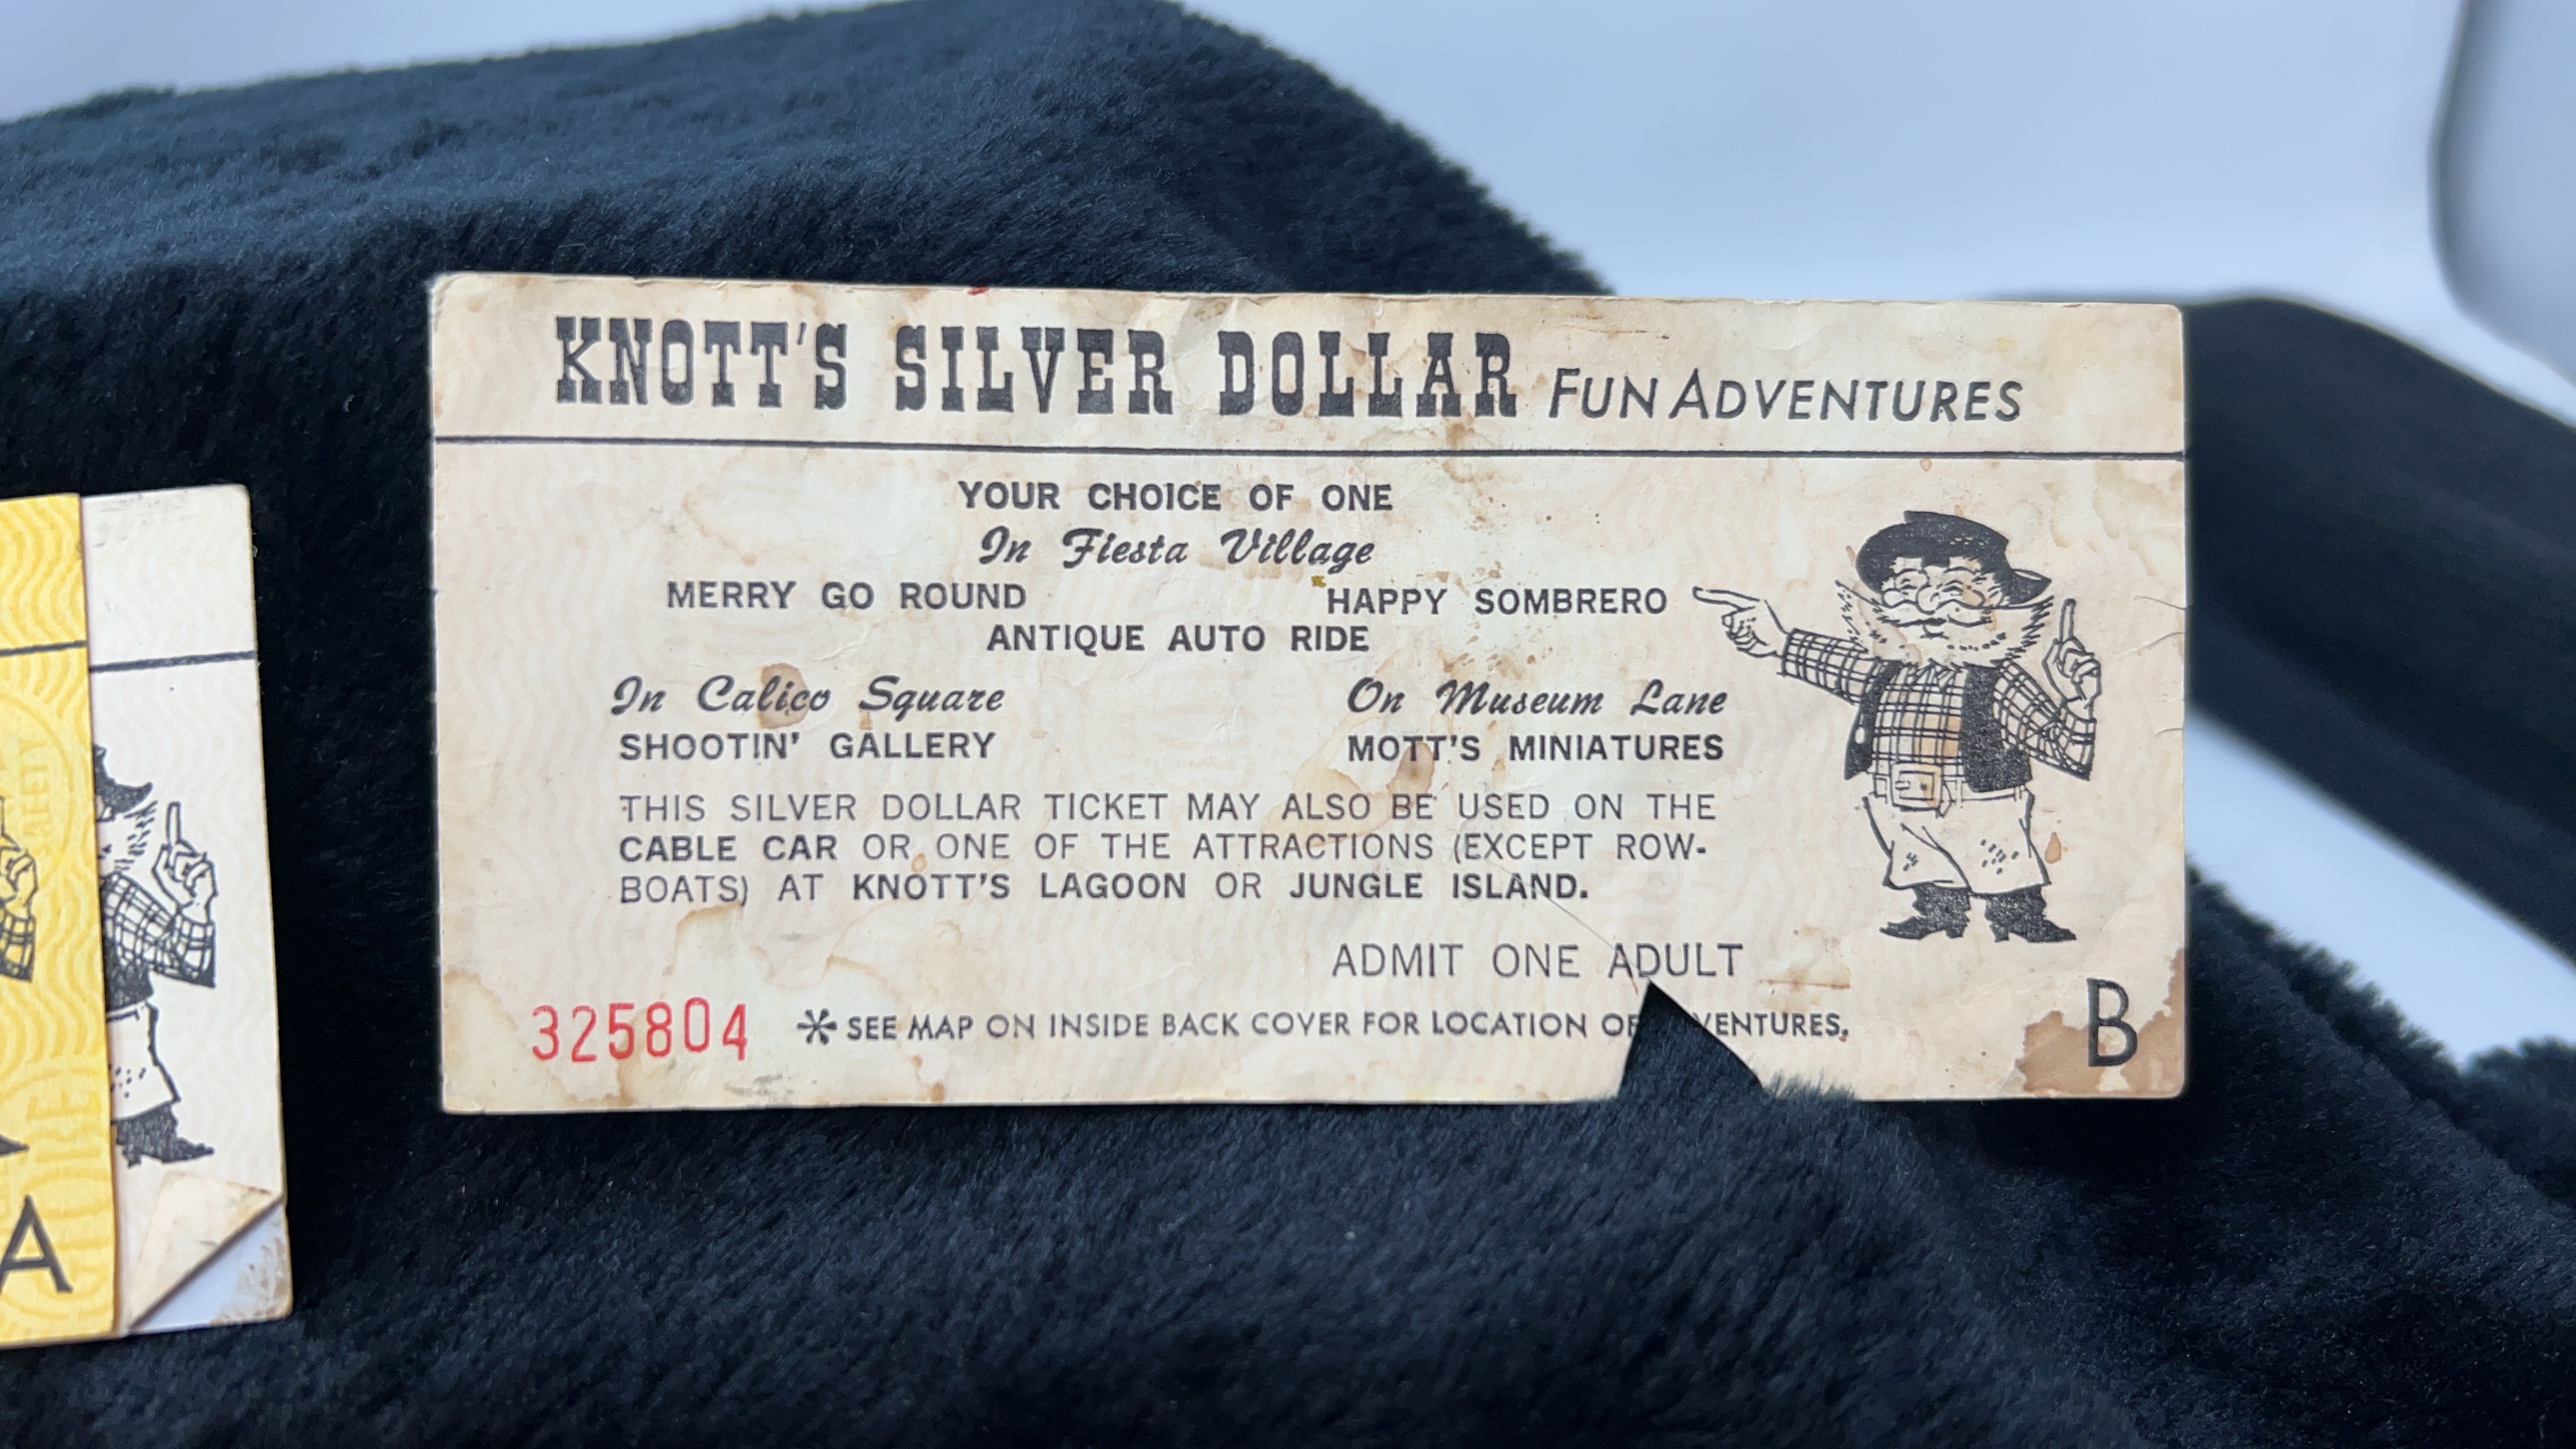 KNOTT'S SILVER DOLLAR FUN ADVENTURES
YOUR CHOICE OF ONE
In Fiesta Village
MERRY GO ROUND HAPPY SOMBRERO
ANTIQUE AUTO RIDE
In Calico Square On Museum Lane
SHOOTIN' GALLERY MOTT'S MINIATURES
THIS SILVER DOLLAR TICKET MAY ALSO BE USED ON THE
CABLE CAR OR ONE OF THE ATTRACTIONS (EXCEPT ROW-
BOATS) AT KNOTT'S LAGOON OR JUNGLE ISLAND.
ADMIT ONE ADULT
325804 * SEE MAP ON INSIDE BACK COVER FOR LOCATION OF VENTURES.
B
A